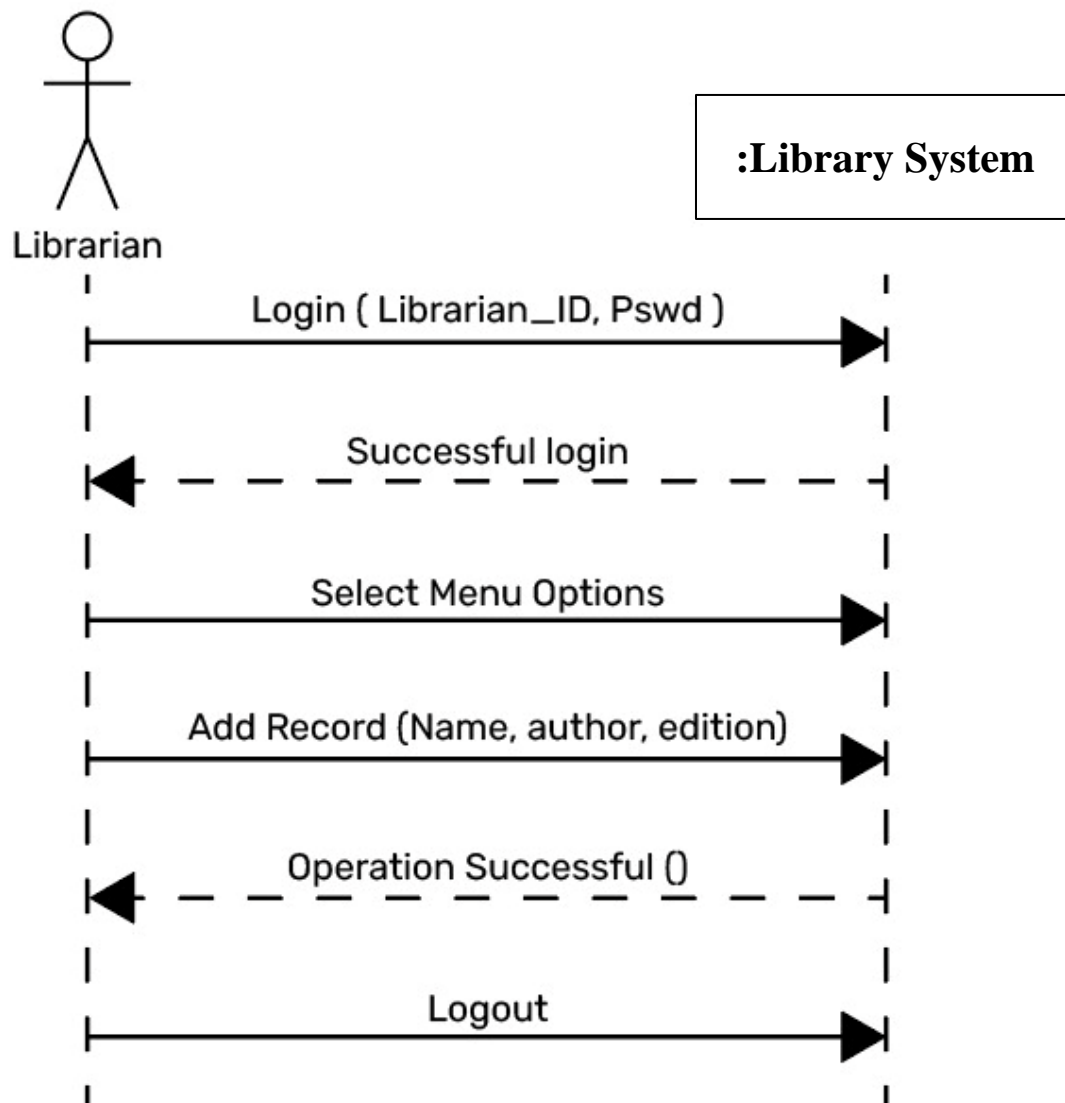 :Library System
Librarian
Login ( Librarian_ID, Pswd )
Successful login
Select Menu Options
Add Record (Name, author, edition)
Operation Successful ()
Logout